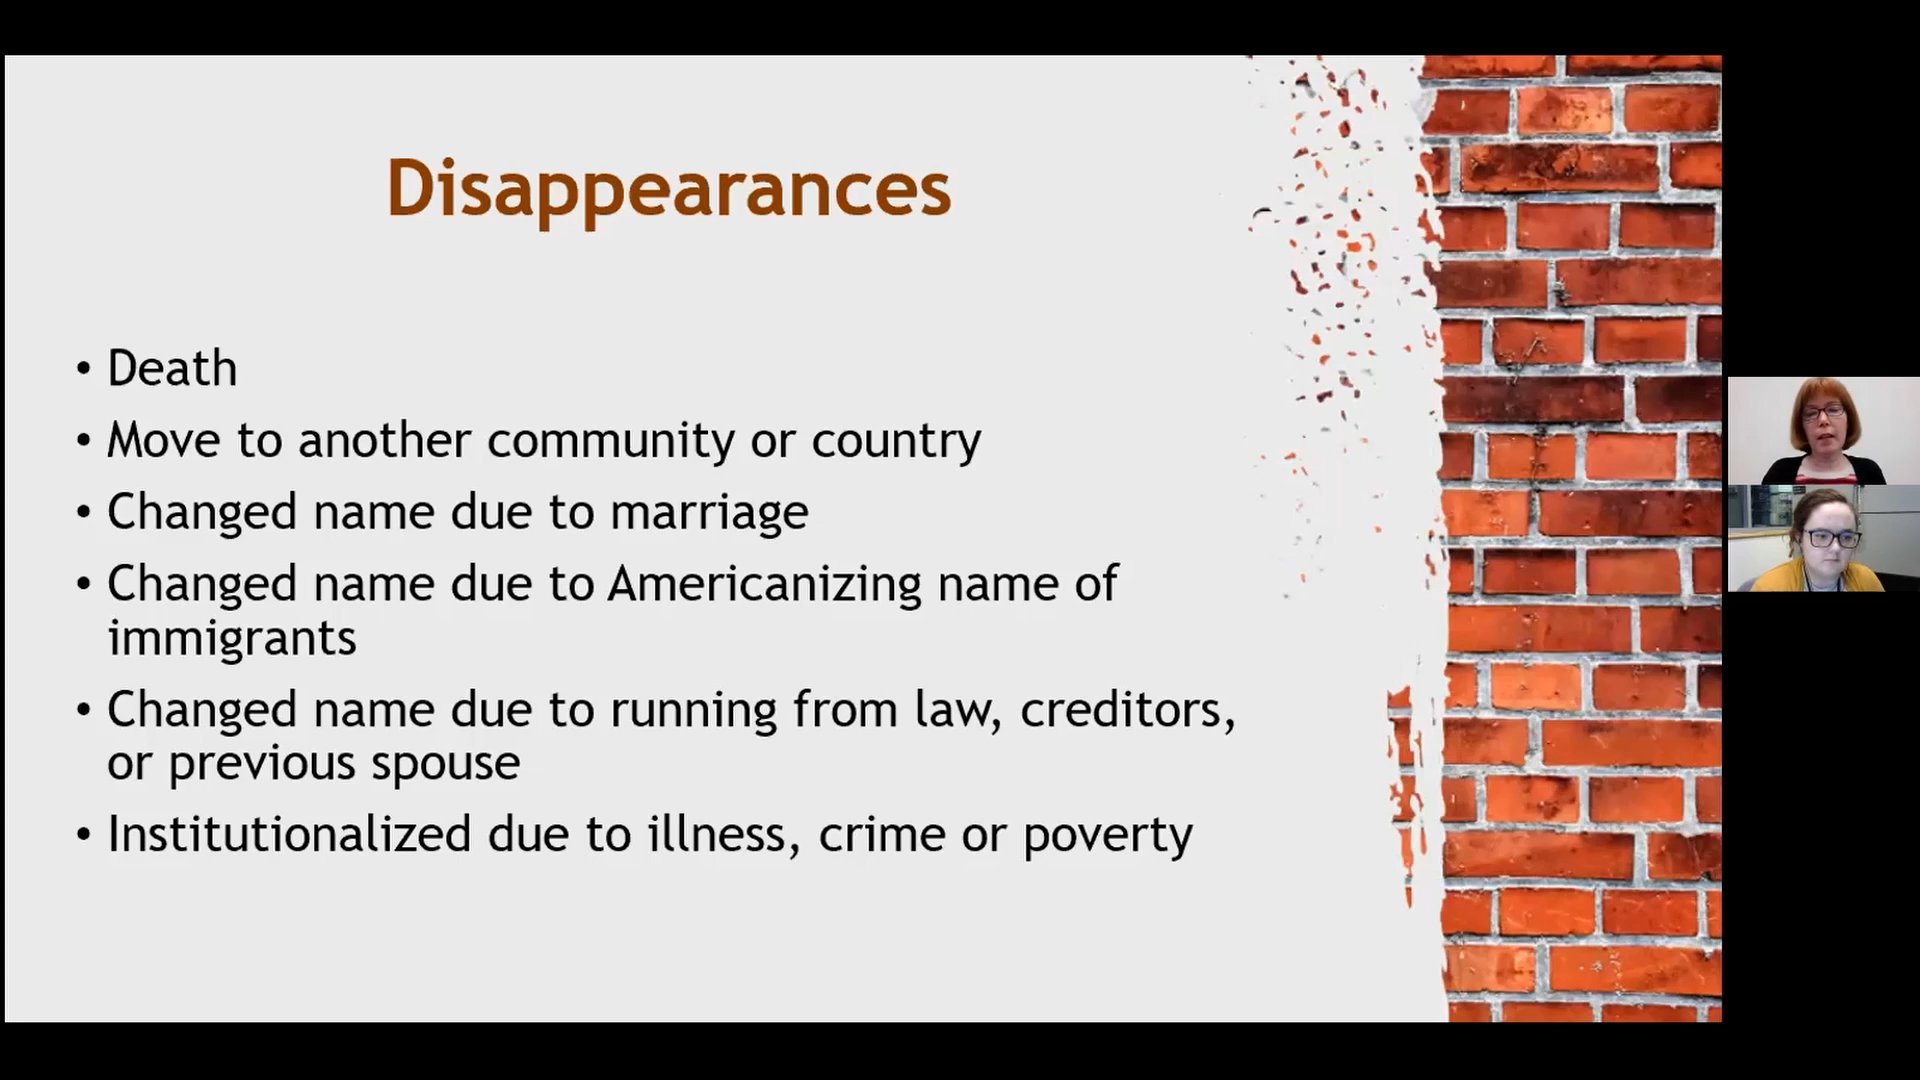 Disappearances
• Death
• Move to another community or country
• Changed name due to marriage
• Changed name due to Americanizing name of
immigrants
• Changed name due to running from law, creditors,
or previous spouse
• Institutionalized due to illness, crime or poverty